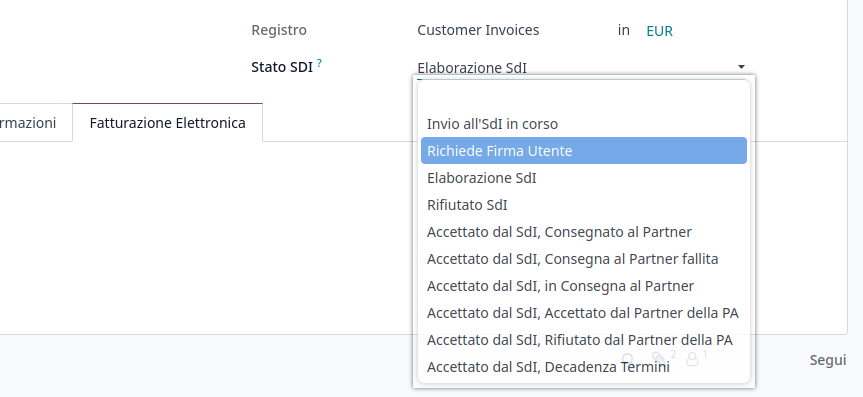 Registro Customer Invoices in EUR
Stato SDI ? Elaborazione SdI
rmazioni Fatturazione Elettronica
Invio all'SdI in corso
Richiede Firma Utente
Elaborazione SdI
Rifiutato SdI
Accettato dal SdI, Consegnato al Partner
Accettato dal SdI, Consegna al Partner fallita
Accettato dal SdI, in Consegna al Partner
Accettato dal SdI, Accettato dal Partner della PA
Accettato dal SdI, Rifiutato dal Partner della PA
2 1 Segui
Accettato dal SdI, Decadenza Termini